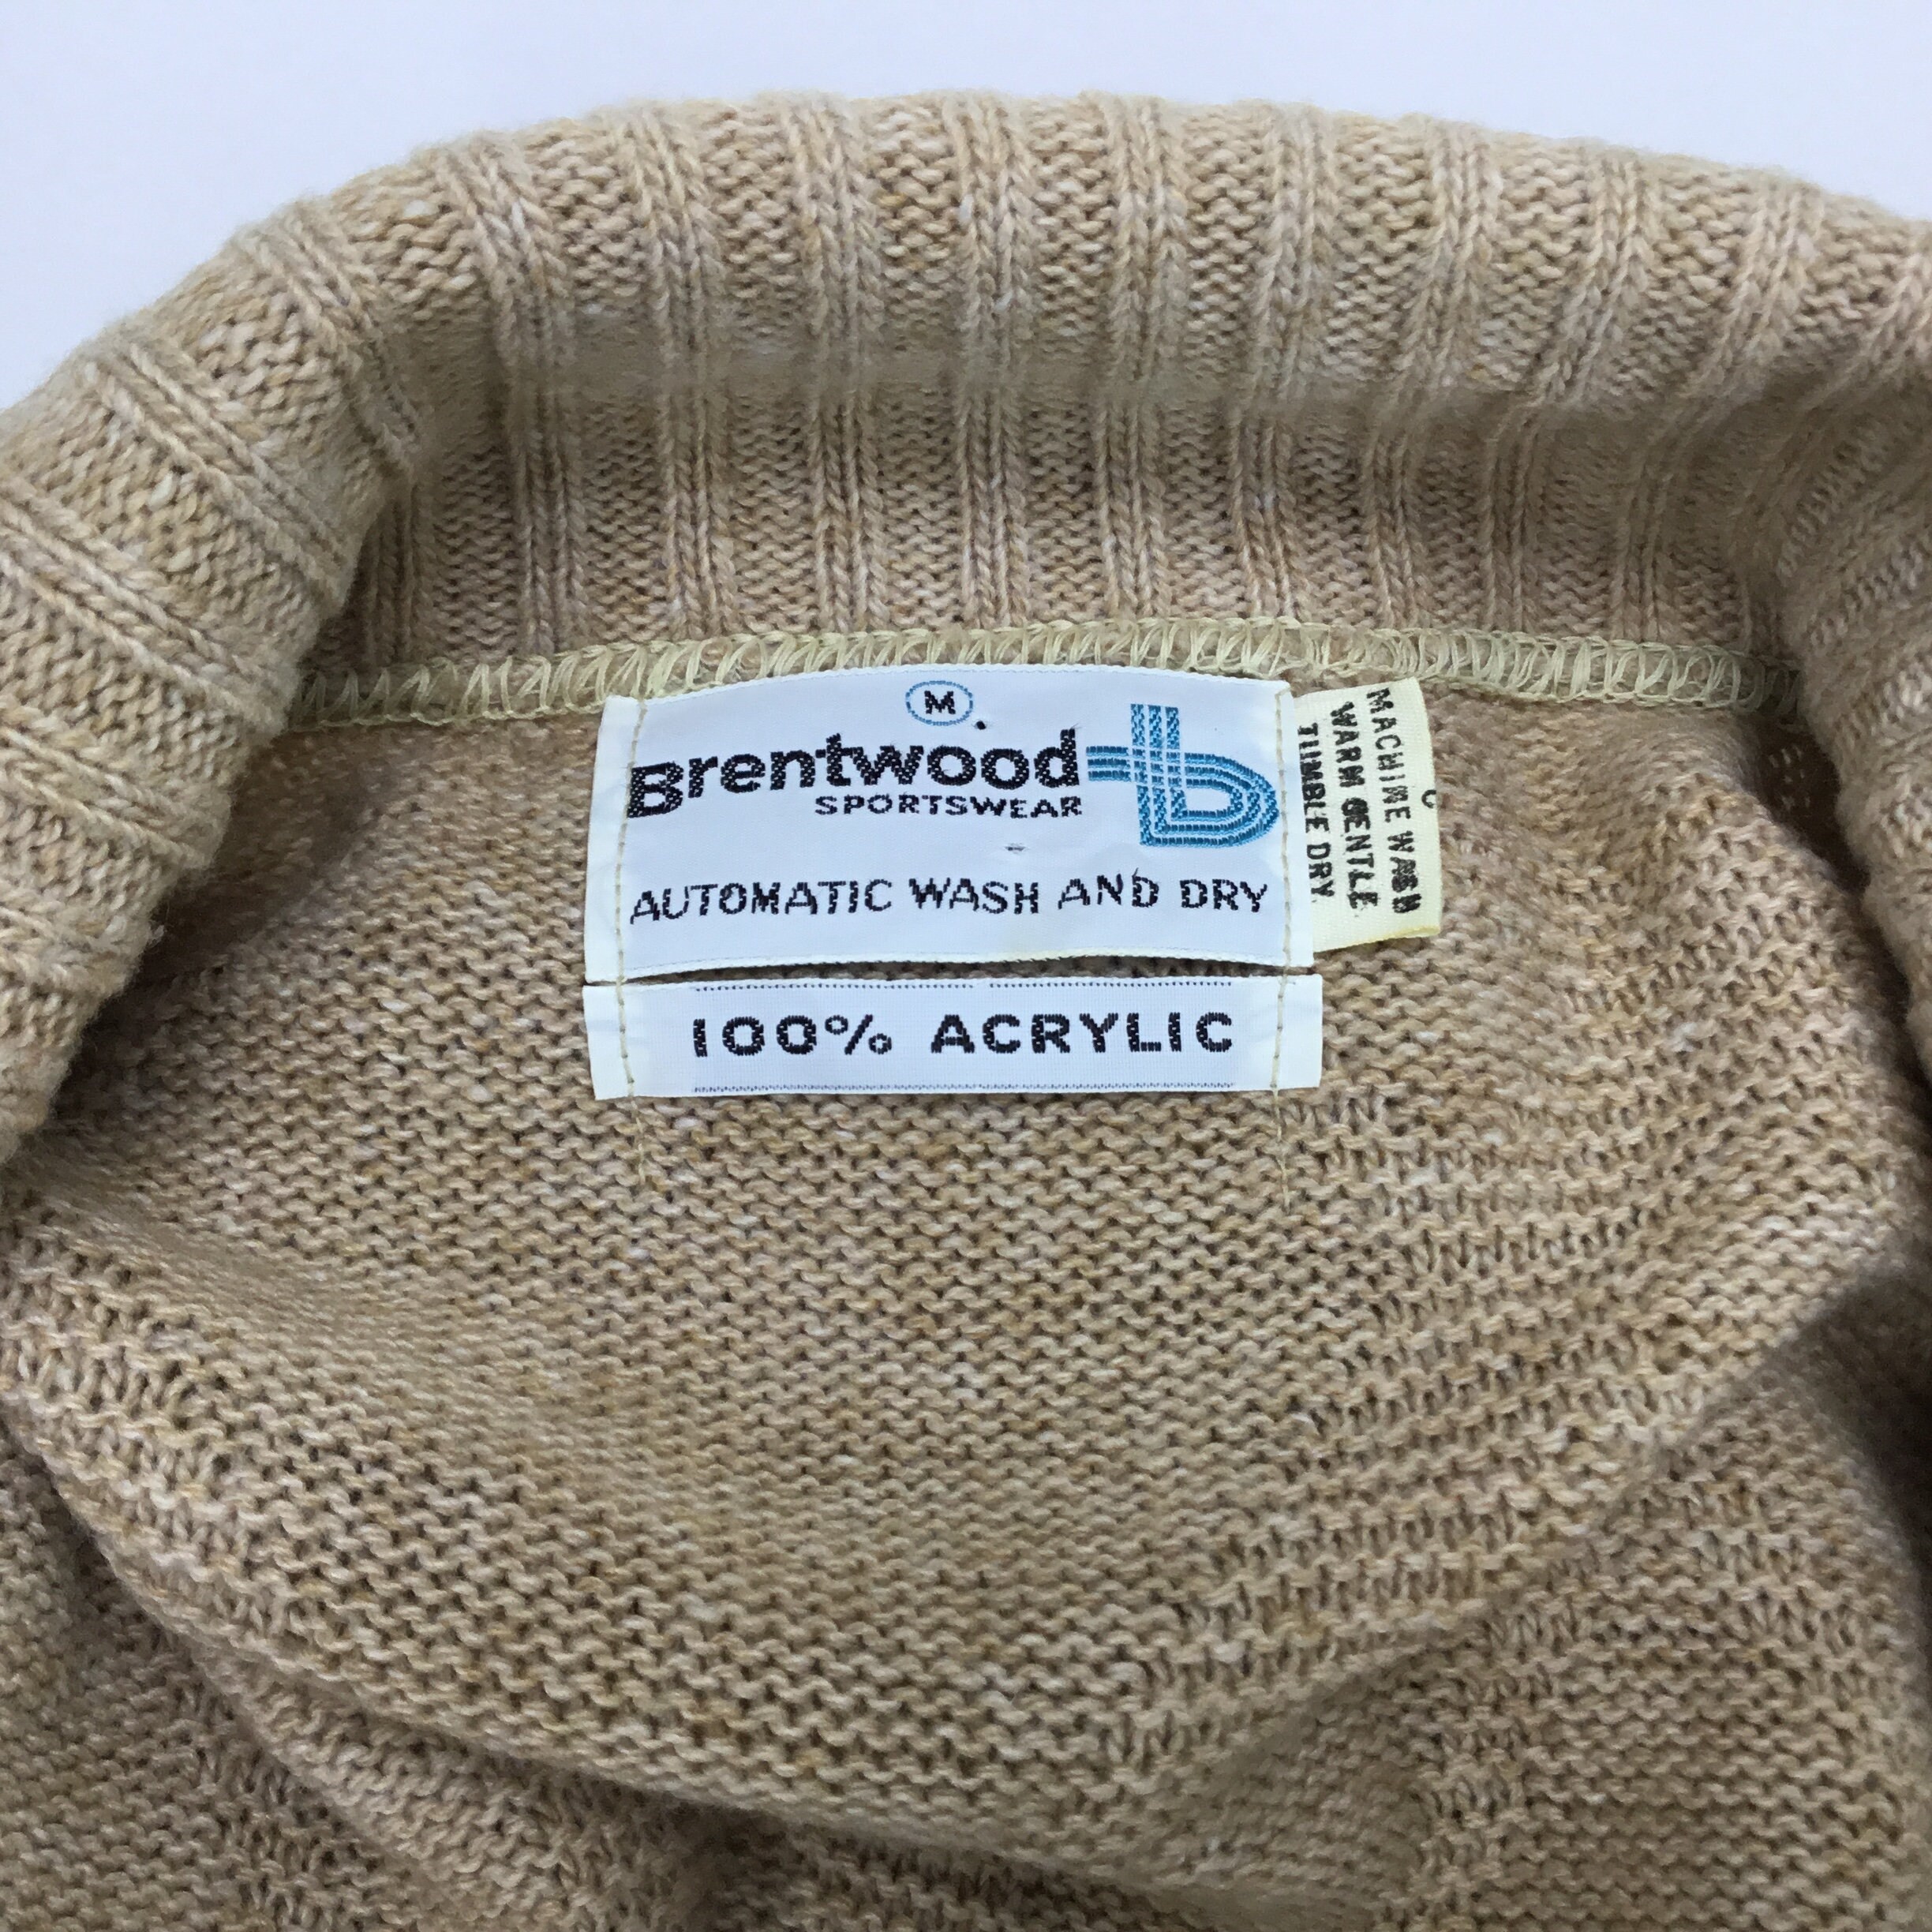 M
Brentwood
SPORTSWEAR
AUTOMATIC WASH AND DRY
100% ACRYLIC
MACHINE WASH
WARM GENTLE
TUMBLE DRY